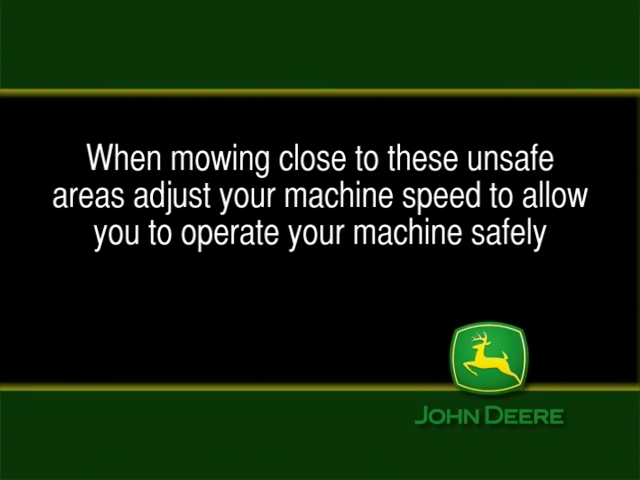 When mowing close to these unsafe
areas adjust your machine speed to allow
you to operate your machine safely
JOHN DEERE